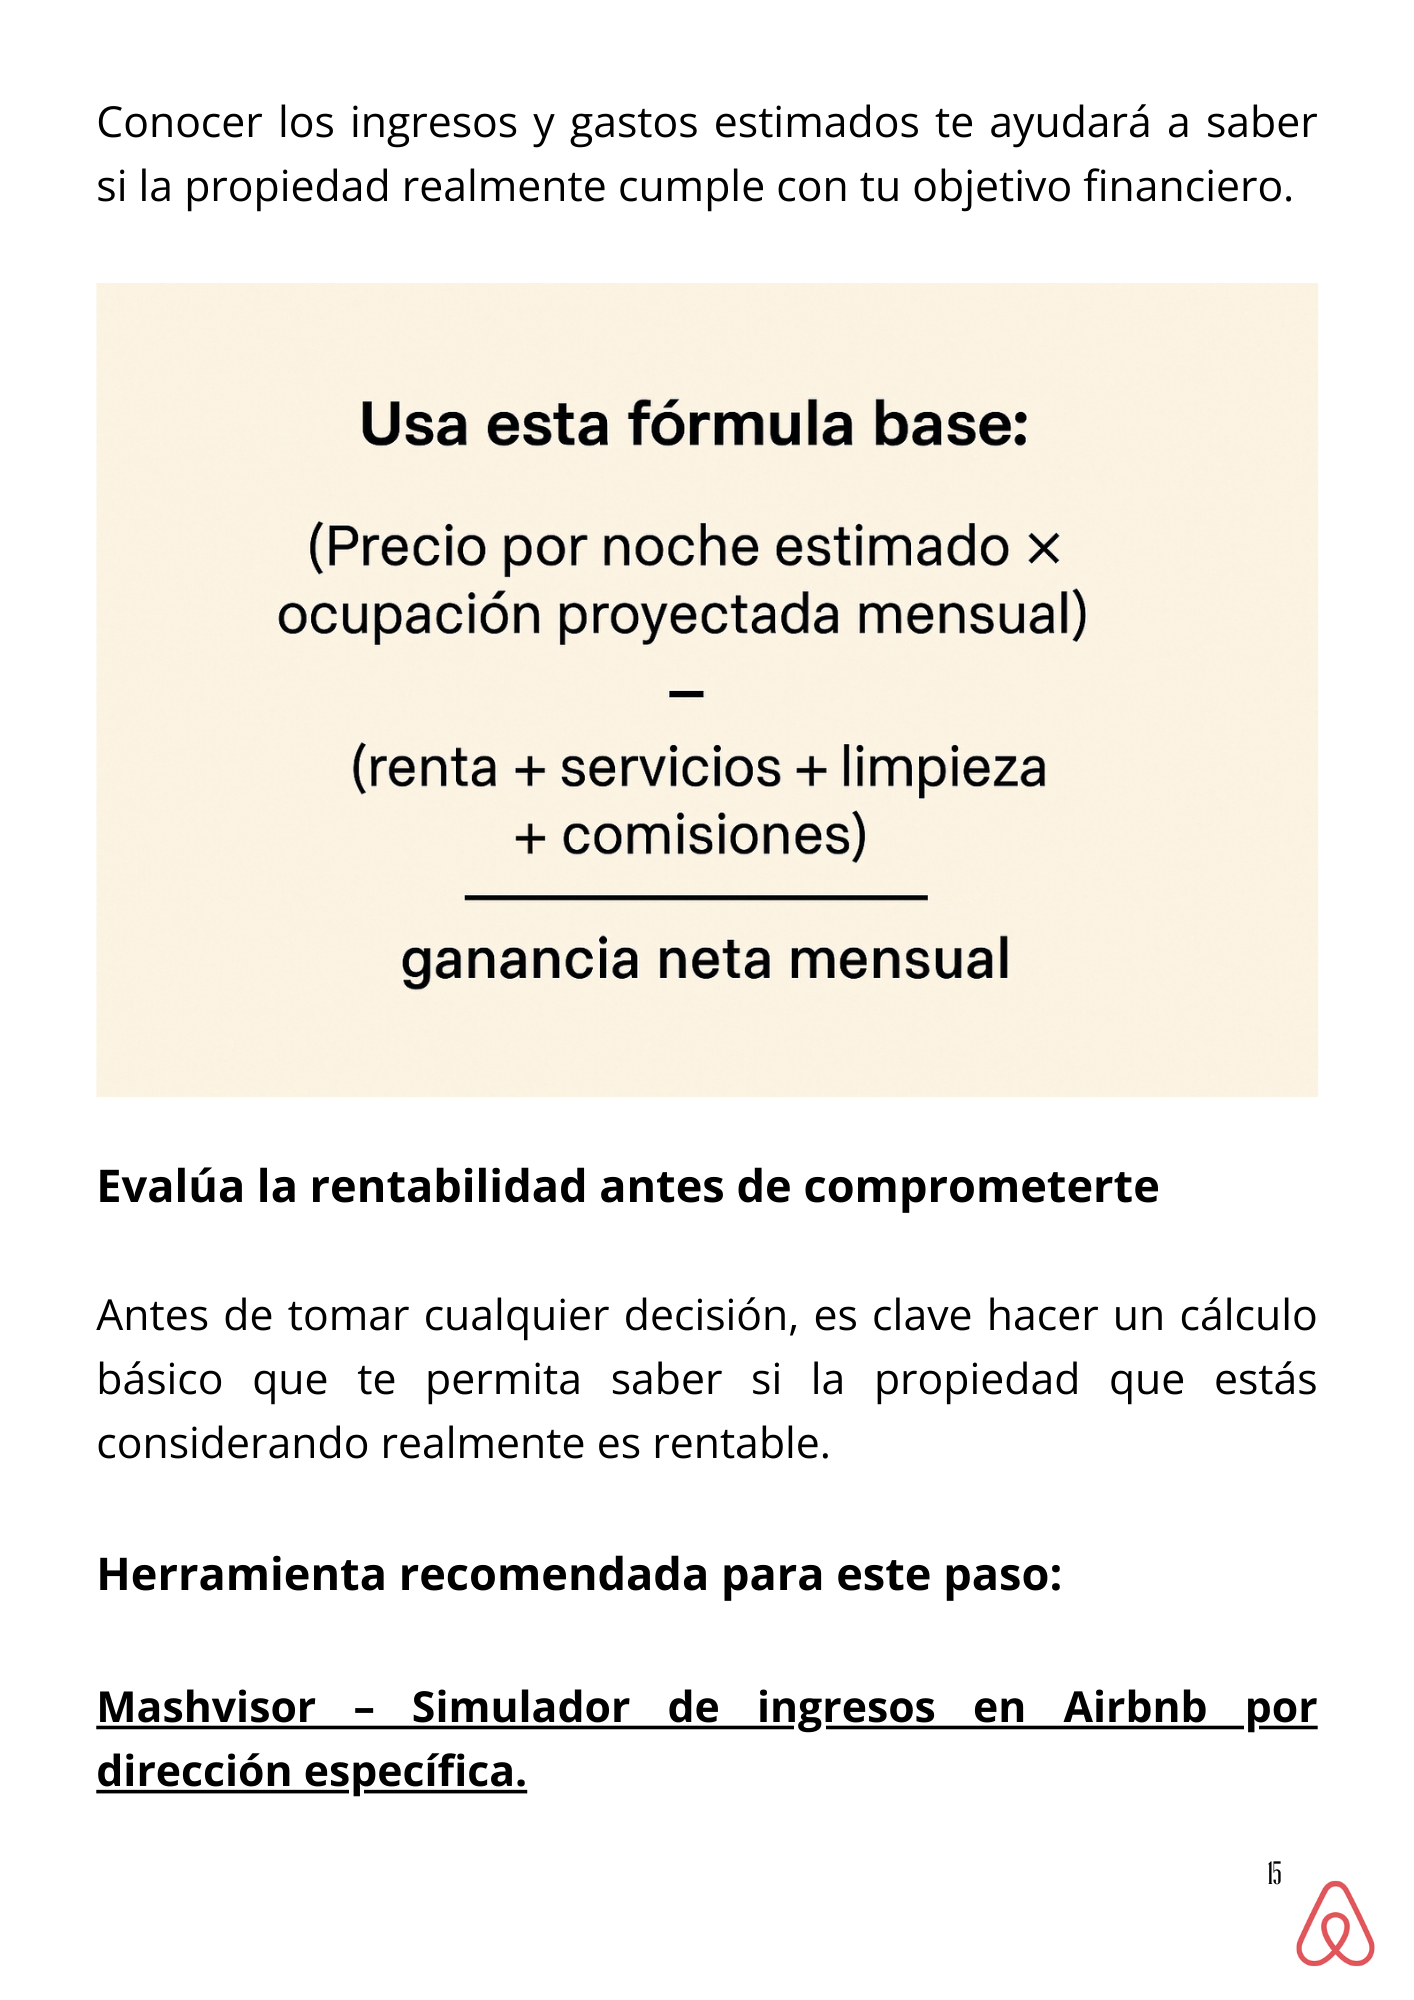 Conocer los ingresos y gastos estimados te ayudará a saber
si la propiedad realmente cumple con tu objetivo financiero.
Usa esta fórmula base:
(Precio por noche estimado ×
ocupación proyectada mensual)
–
(renta + servicios + limpieza
+ comisiones)
ganancia neta mensual
Evalúa la rentabilidad antes de comprometerte
Antes de tomar cualquier decisión, es clave hacer un cálculo
básico que te permita saber si la propiedad que estás
considerando realmente es rentable.
Herramienta recomendada para este paso:
Mashvisor – Simulador de ingresos en Airbnb por
dirección específica.
15